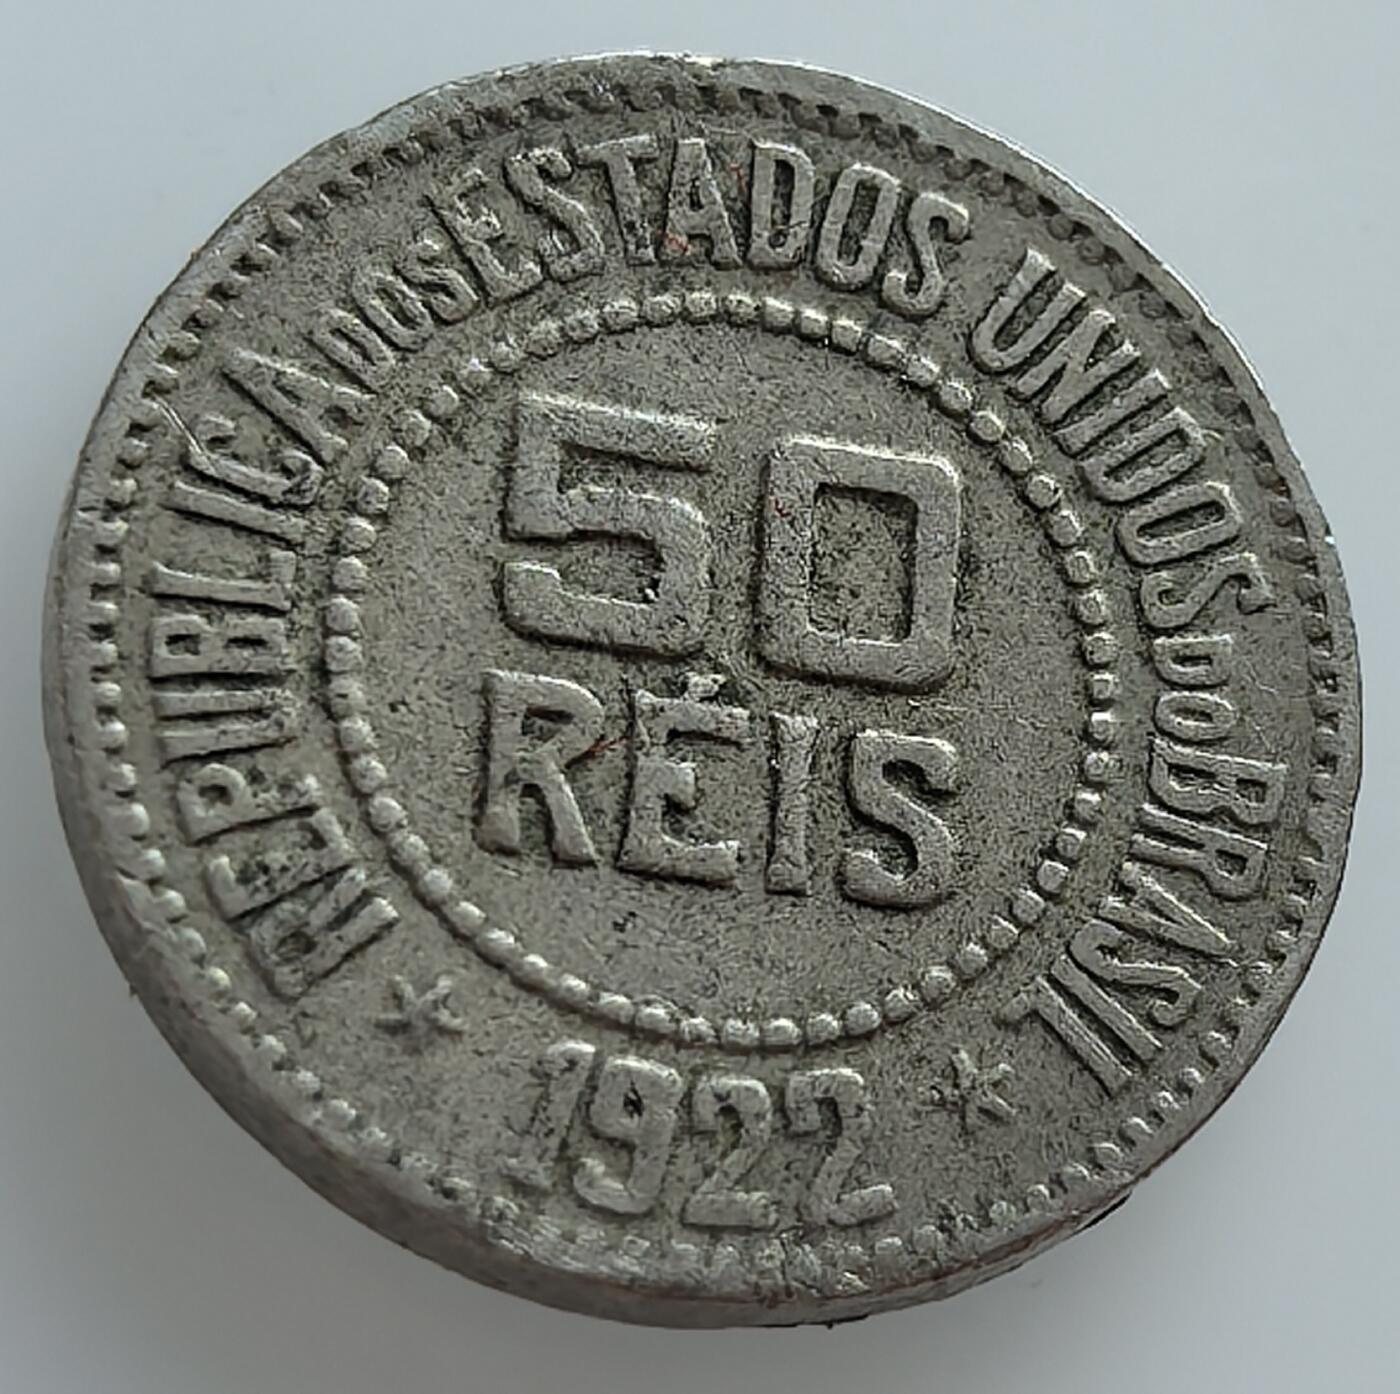 REPUBLICA DOS ESTADOS UNIDOS DO BRASIL
50
RÉIS
* 1922 *